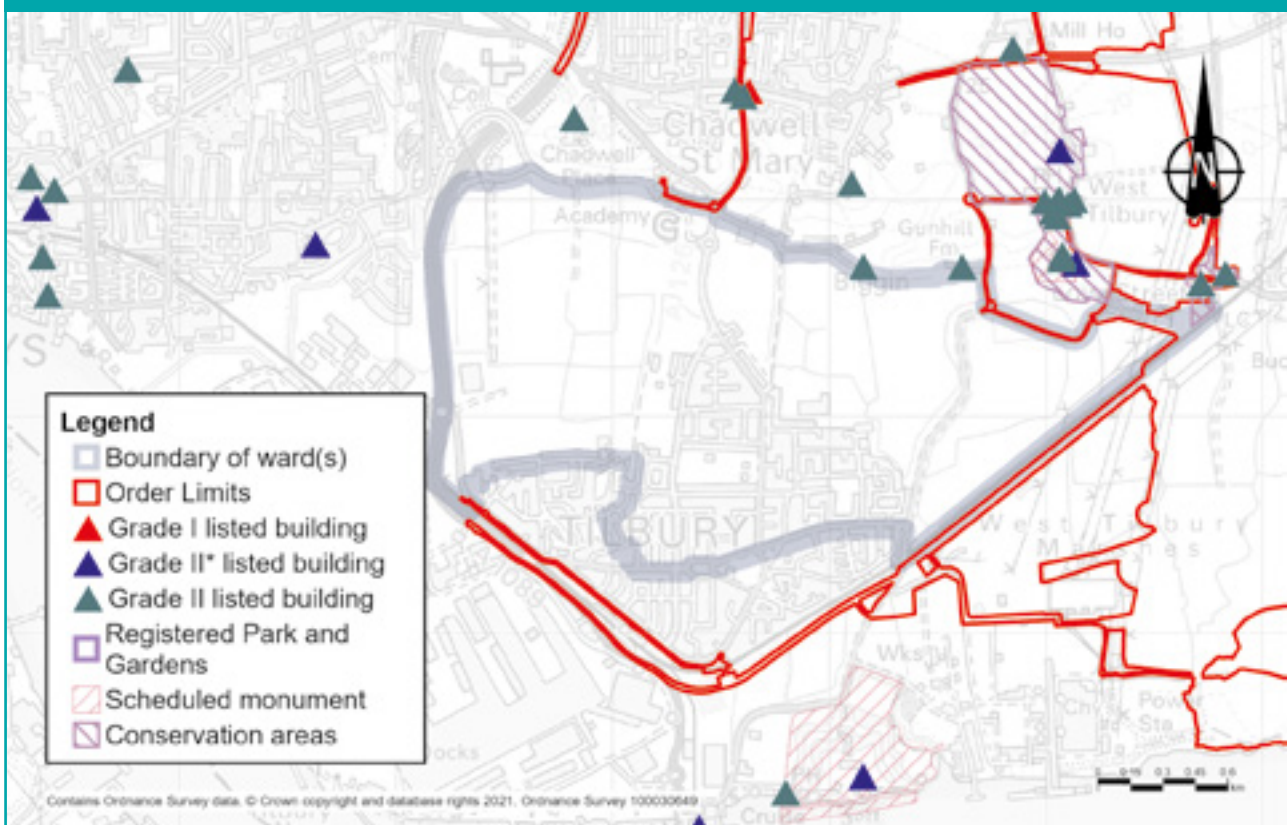 Mill Ho
Chadwell
St Mary
Chadwell
Place
Academy
West
Tilbury
Gunhill
Fm
Biggin
Legend
Boundary of ward(s)
Order Limits
Grade I listed building
Grade II* listed building
Grade II listed building
Registered Park and
Gardens
Scheduled monument
Conservation areas
N
TILBURY
West Tilbury
Power
Sta
Docks
km
Contains Ordnance Survey data. © Crown copyright and database rights 2021. Ordnance Survey 100030649